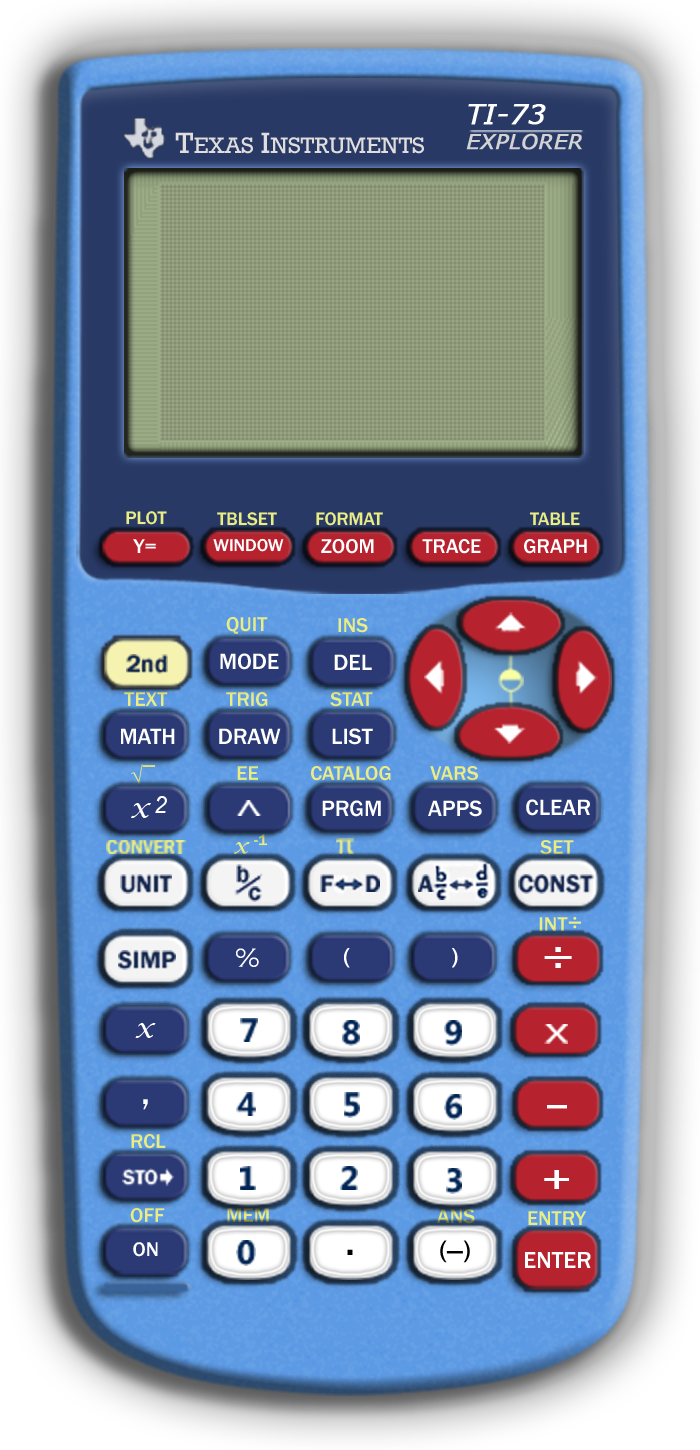 TI-73
TEXAS INSTRUMENTS EXPLORER
PLOT TBLSET FORMAT TABLE
Y= WINDOW ZOOM TRACE GRAPH
QUIT INS
2nd MODE DEL
TEXT TRIG STAT
MATH DRAW LIST
√‾ EE CATALOG VARS
x² ^ PRGM APPS CLEAR
CONVERT x⁻¹ π SET
UNIT b/c F↔D A b/c↔d/e CONST
INT÷
SIMP % ( ) ÷
x 7 8 9 ×
, 4 5 6 −
RCL
STO➔ 1 2 3 +
OFF MEM ANS ENTRY
ON 0 . (−) ENTER